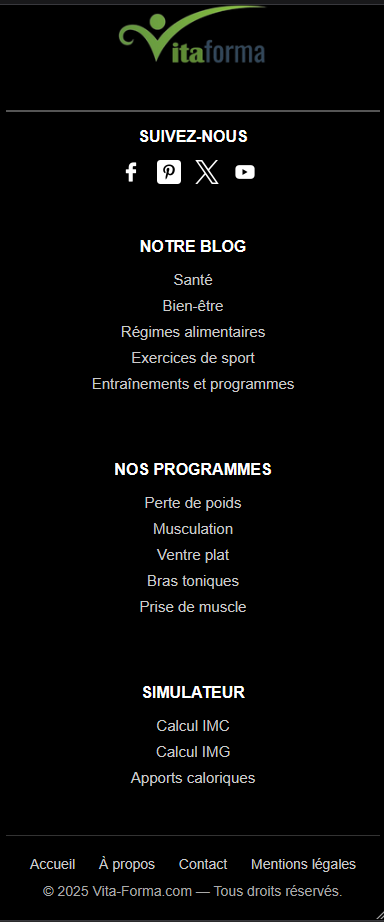 Vitaforma
SUIVEZ-NOUS
NOTRE BLOG
Santé
Bien-être
Régimes alimentaires
Exercices de sport
Entraînements et programmes
NOS PROGRAMMES
Perte de poids
Musculation
Ventre plat
Bras toniques
Prise de muscle
SIMULATEUR
Calcul IMC
Calcul IMG
Apports caloriques
Accueil À propos Contact Mentions légales
© 2025 Vita-Forma.com — Tous droits réservés.